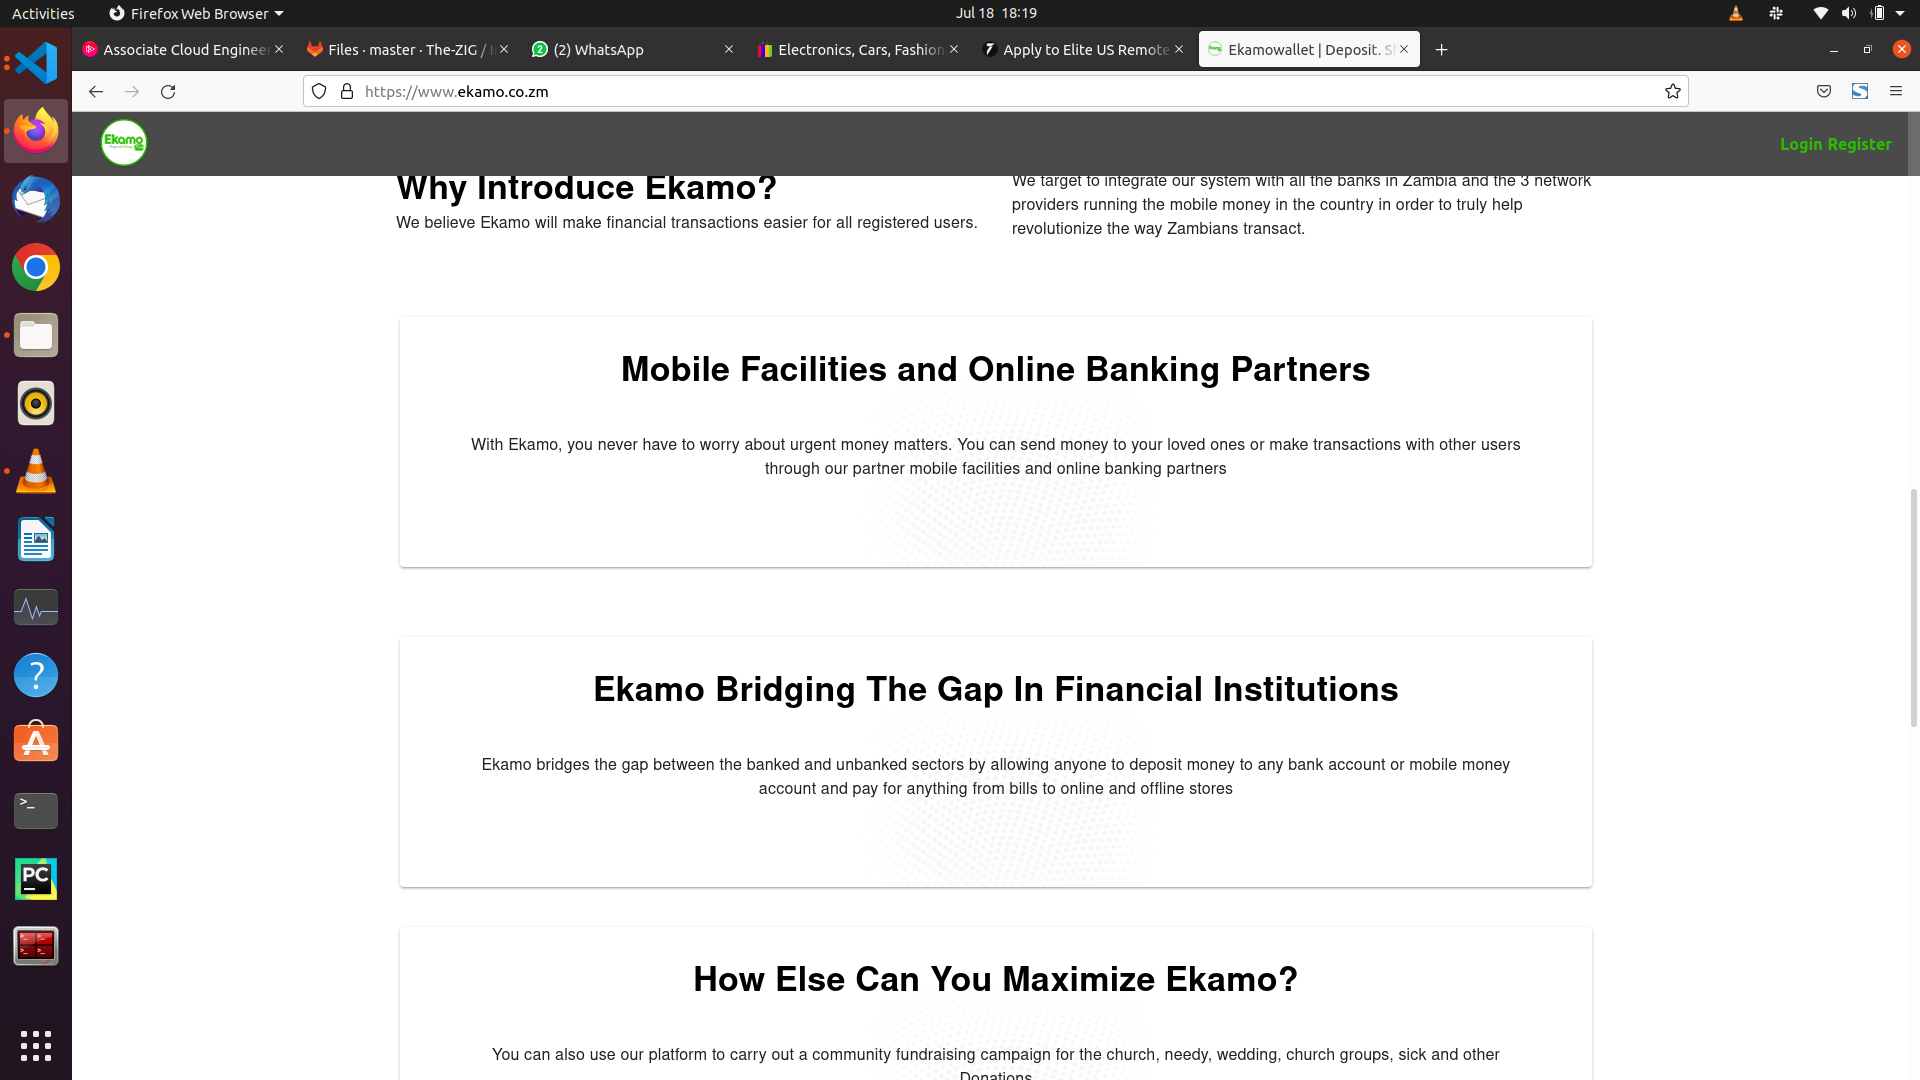 Activities
Firefox Web Browser
Jul 18 18:19
Associate Cloud Engineer
Files · master · The-ZIG /
(2) WhatsApp
Electronics, Cars, Fashion
Apply to Elite US Remote
Ekamowallet | Deposit. S
https://www.ekamo.co.zm
Ekamo
Login Register
Why Introduce Ekamo?
We believe Ekamo will make financial transactions easier for all registered users.
We target to integrate our system with all the banks in Zambia and the 3 network
providers running the mobile money in the country in order to truly help
revolutionize the way Zambians transact.
Mobile Facilities and Online Banking Partners
With Ekamo, you never have to worry about urgent money matters. You can send money to your loved ones or make transactions with other users
through our partner mobile facilities and online banking partners
Ekamo Bridging The Gap In Financial Institutions
Ekamo bridges the gap between the banked and unbanked sectors by allowing anyone to deposit money to any bank account or mobile money
account and pay for anything from bills to online and offline stores
How Else Can You Maximize Ekamo?
You can also use our platform to carry out a community fundraising campaign for the church, needy, wedding, church groups, sick and other
Donations
PC